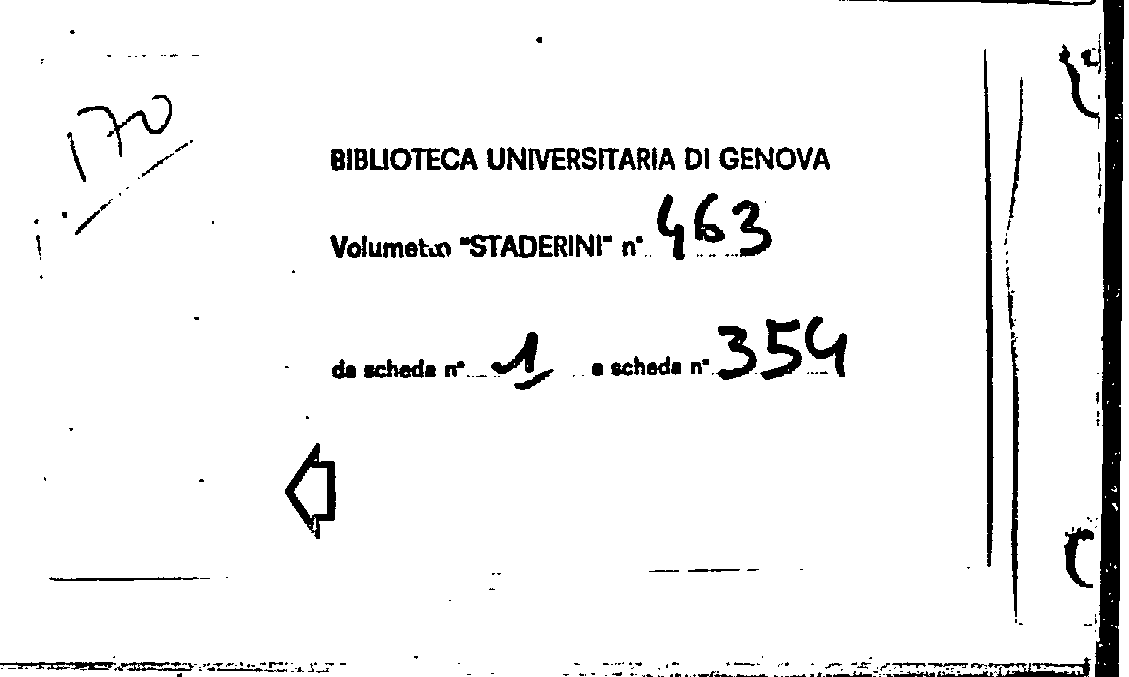 170
BIBLIOTECA UNIVERSITARIA DI GENOVA
Volumetto "STADERINI" n° 463
da scheda n° 1 a scheda n° 354